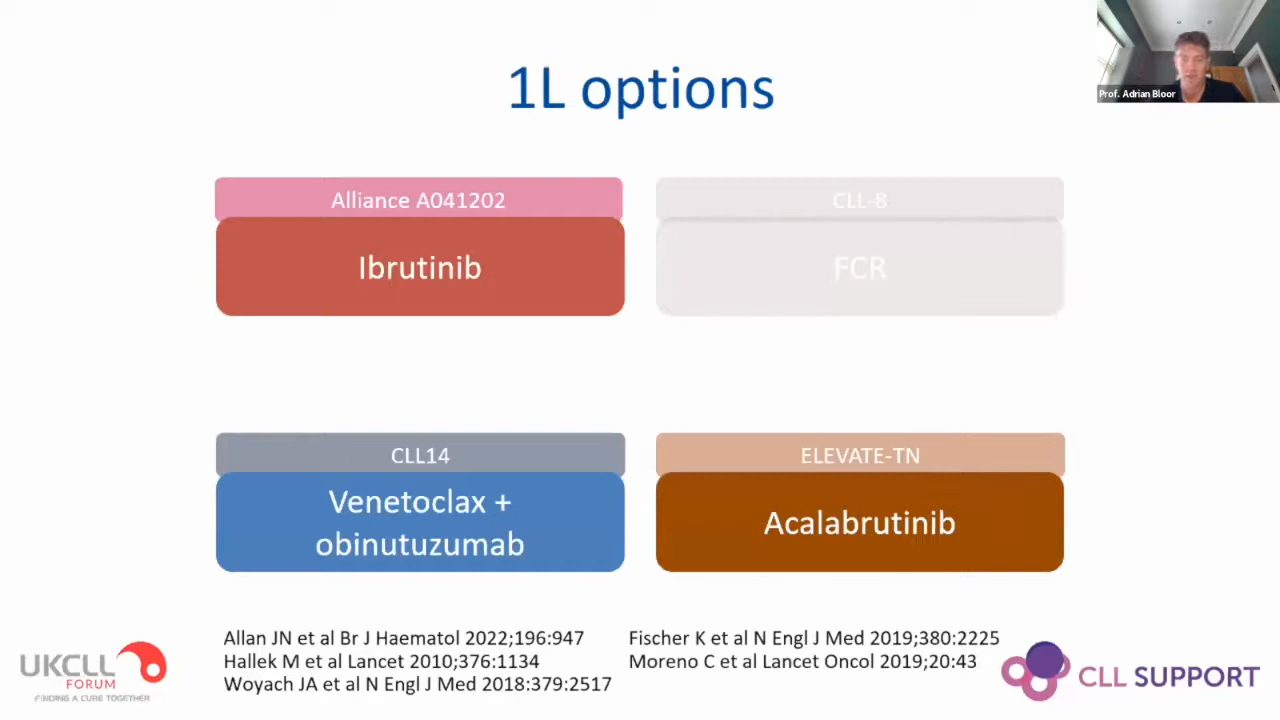 Prof. Adrian Bloor
1L options
Alliance A041202
Ibrutinib
CLL-8
FCR
CLL14
Venetoclax +
obinutuzumab
ELEVATE-TN
Acalabrutinib
Allan JN et al Br J Haematol 2022;196:947
Hallek M et al Lancet 2010;376:1134
Woyach JA et al N Engl J Med 2018:379:2517
Fischer K et al N Engl J Med 2019;380:2225
Moreno C et al Lancet Oncol 2019;20:43
UKCLL
FORUM
FINDING A CURE TOGETHER
CLL SUPPORT